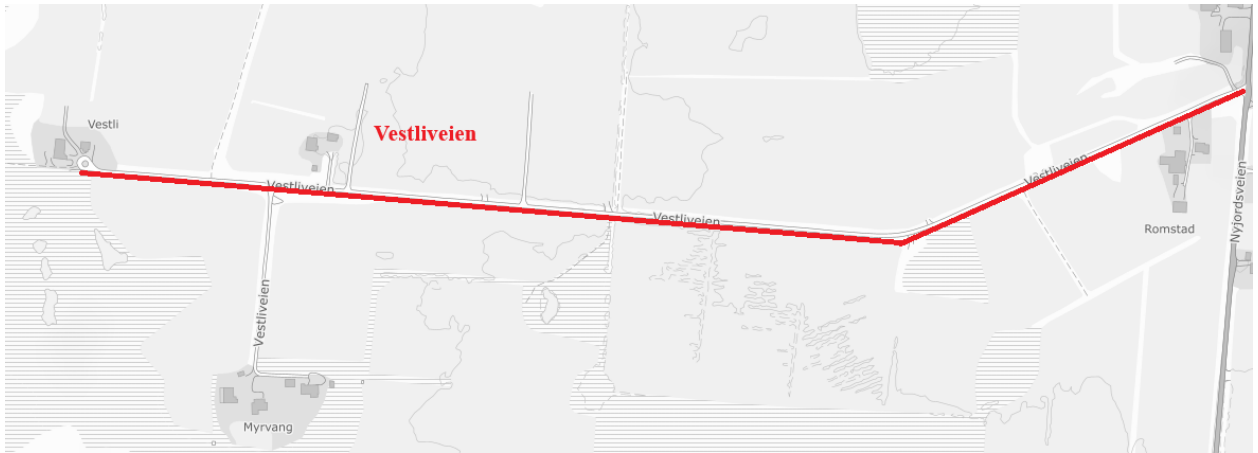 Vestli
Vestliveien
Vestliveien
Vestliveien
Vestliveien
Vestliveien
Romstad
Nyjordsveien
Myrvang